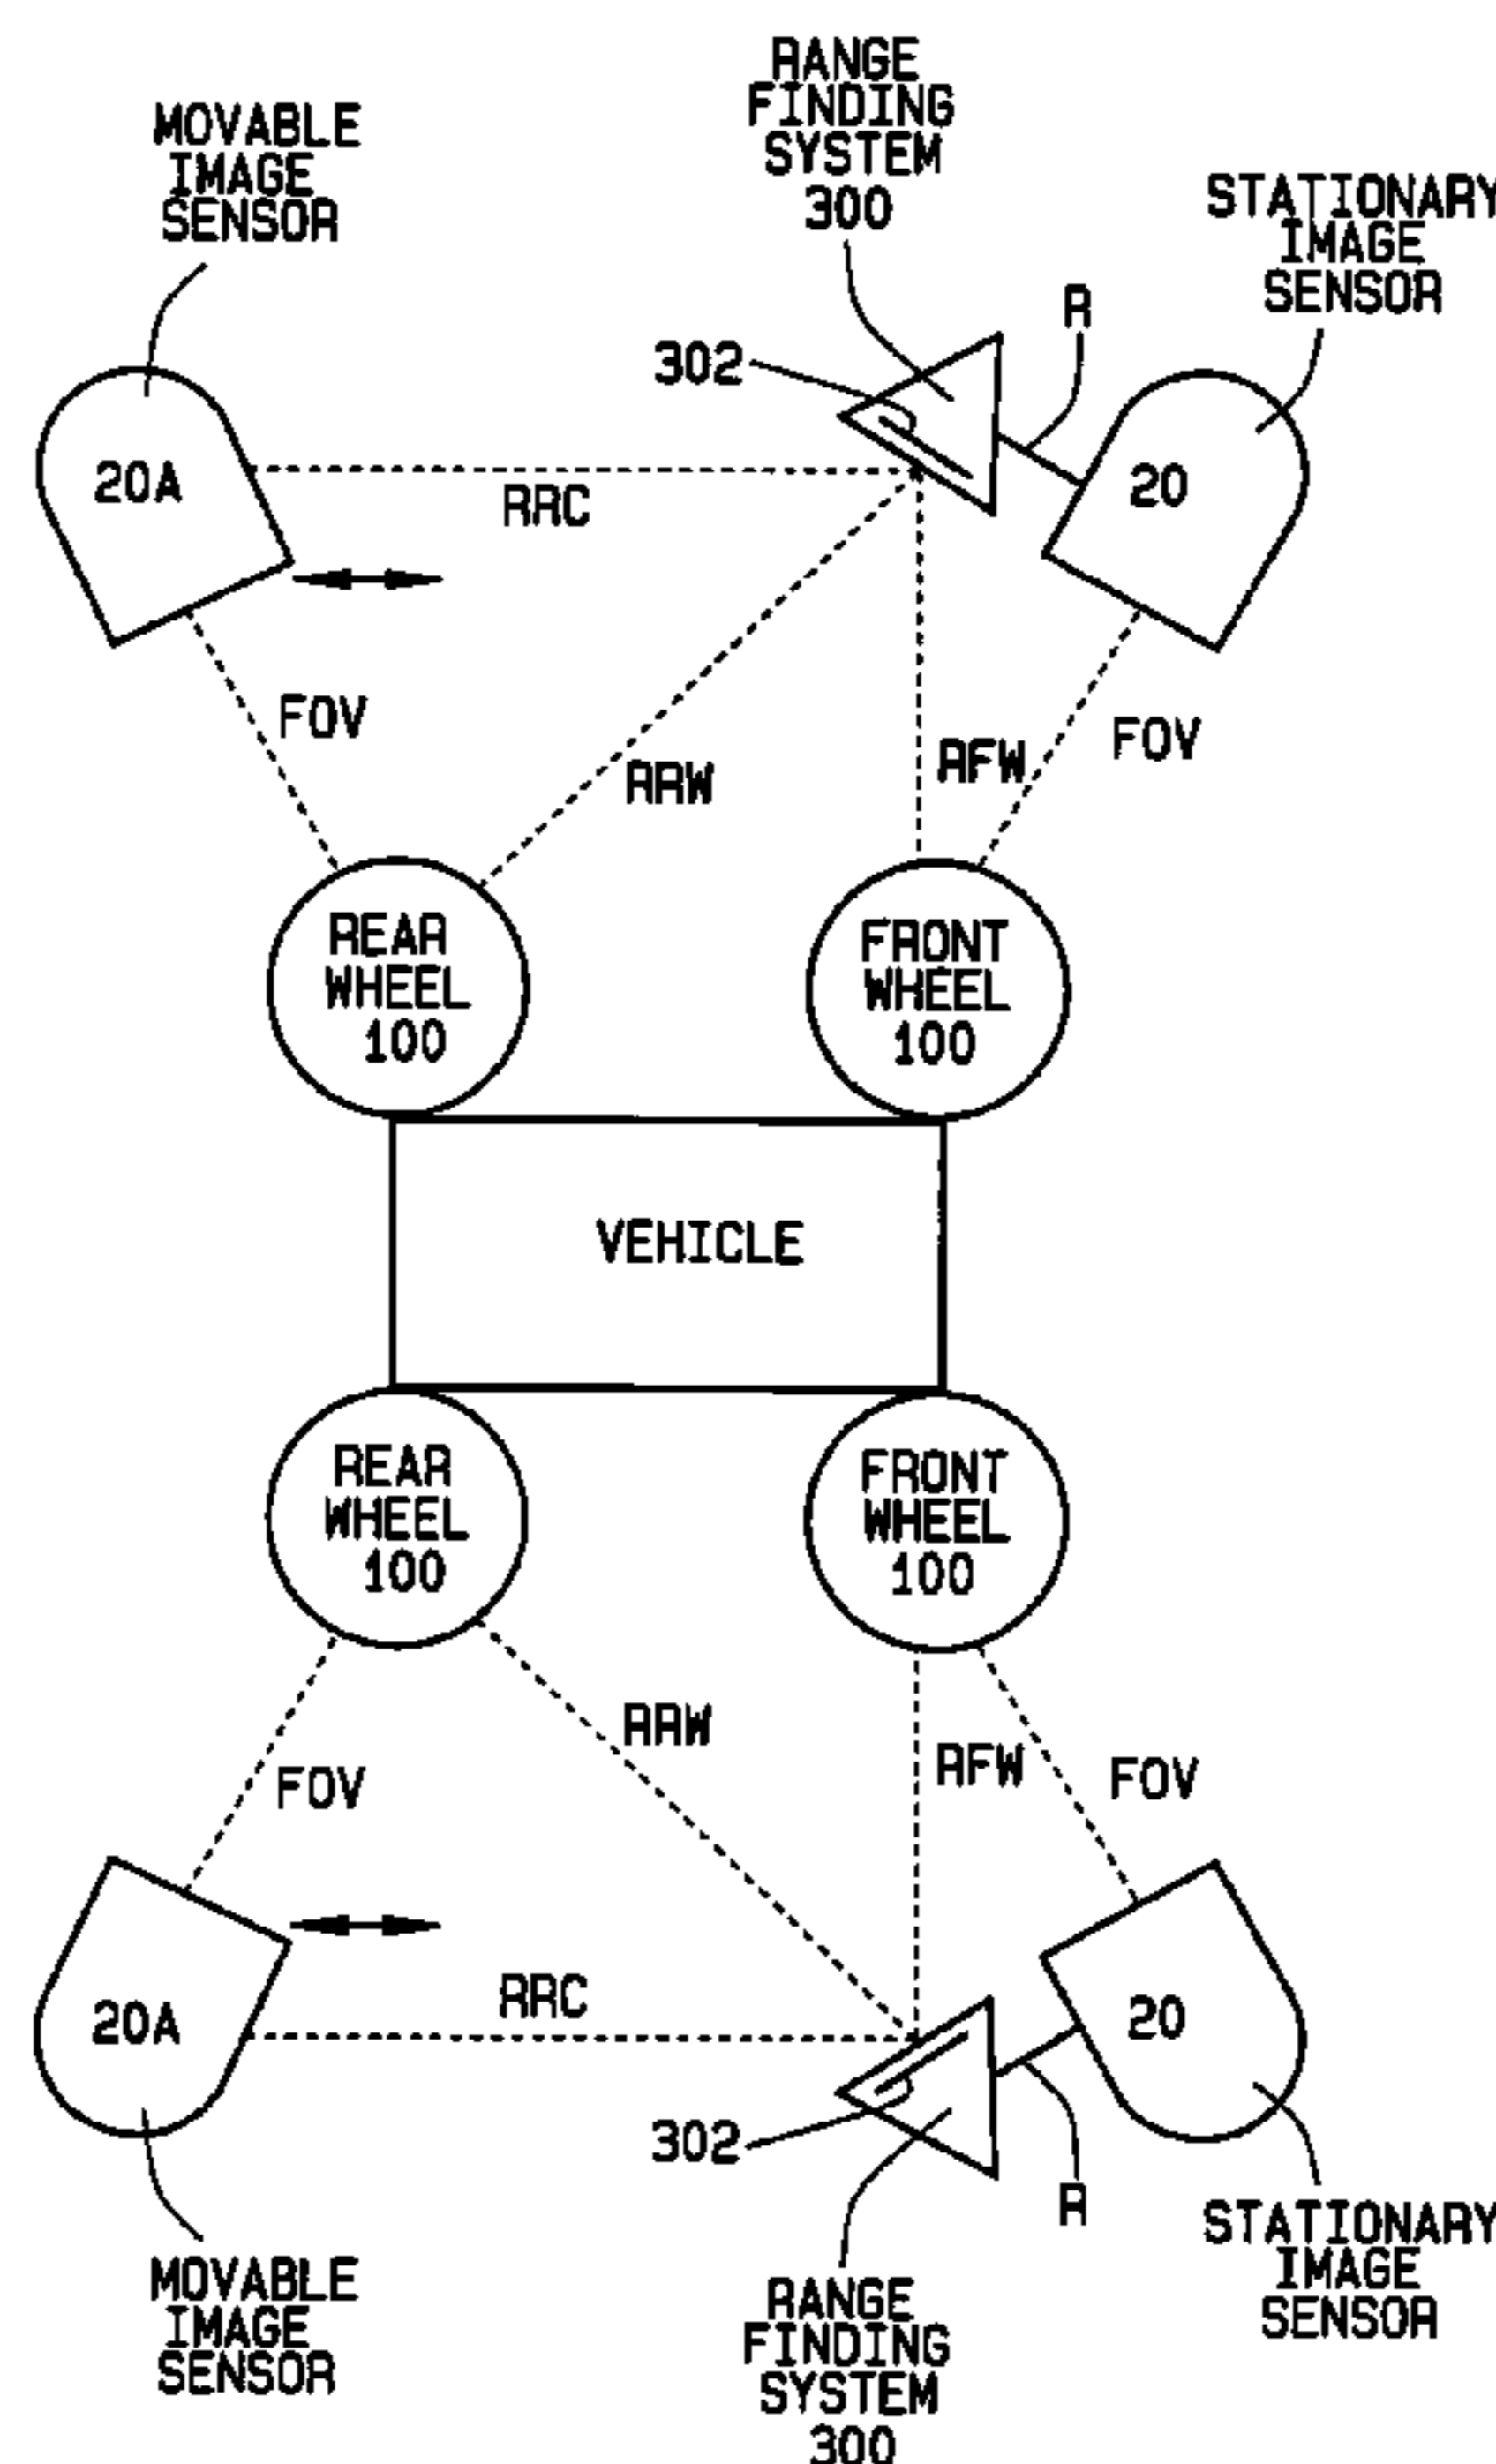 RANGE
FINDING
SYSTEM
300
MOVABLE
IMAGE
SENSOR
STATIONARY
IMAGE
SENSOR
R
302
20A
20
RRC
FOV
RRW
RFW
FOV
REAR
WHEEL
100
FRONT
WHEEL
100
VEHICLE
REAR
WHEEL
100
FRONT
WHEEL
100
RRW
RFW
FOV
FOV
RRC
20A
20
302
R
MOVABLE
IMAGE
SENSOR
RANGE
FINDING
SYSTEM
300
STATIONARY
IMAGE
SENSOR